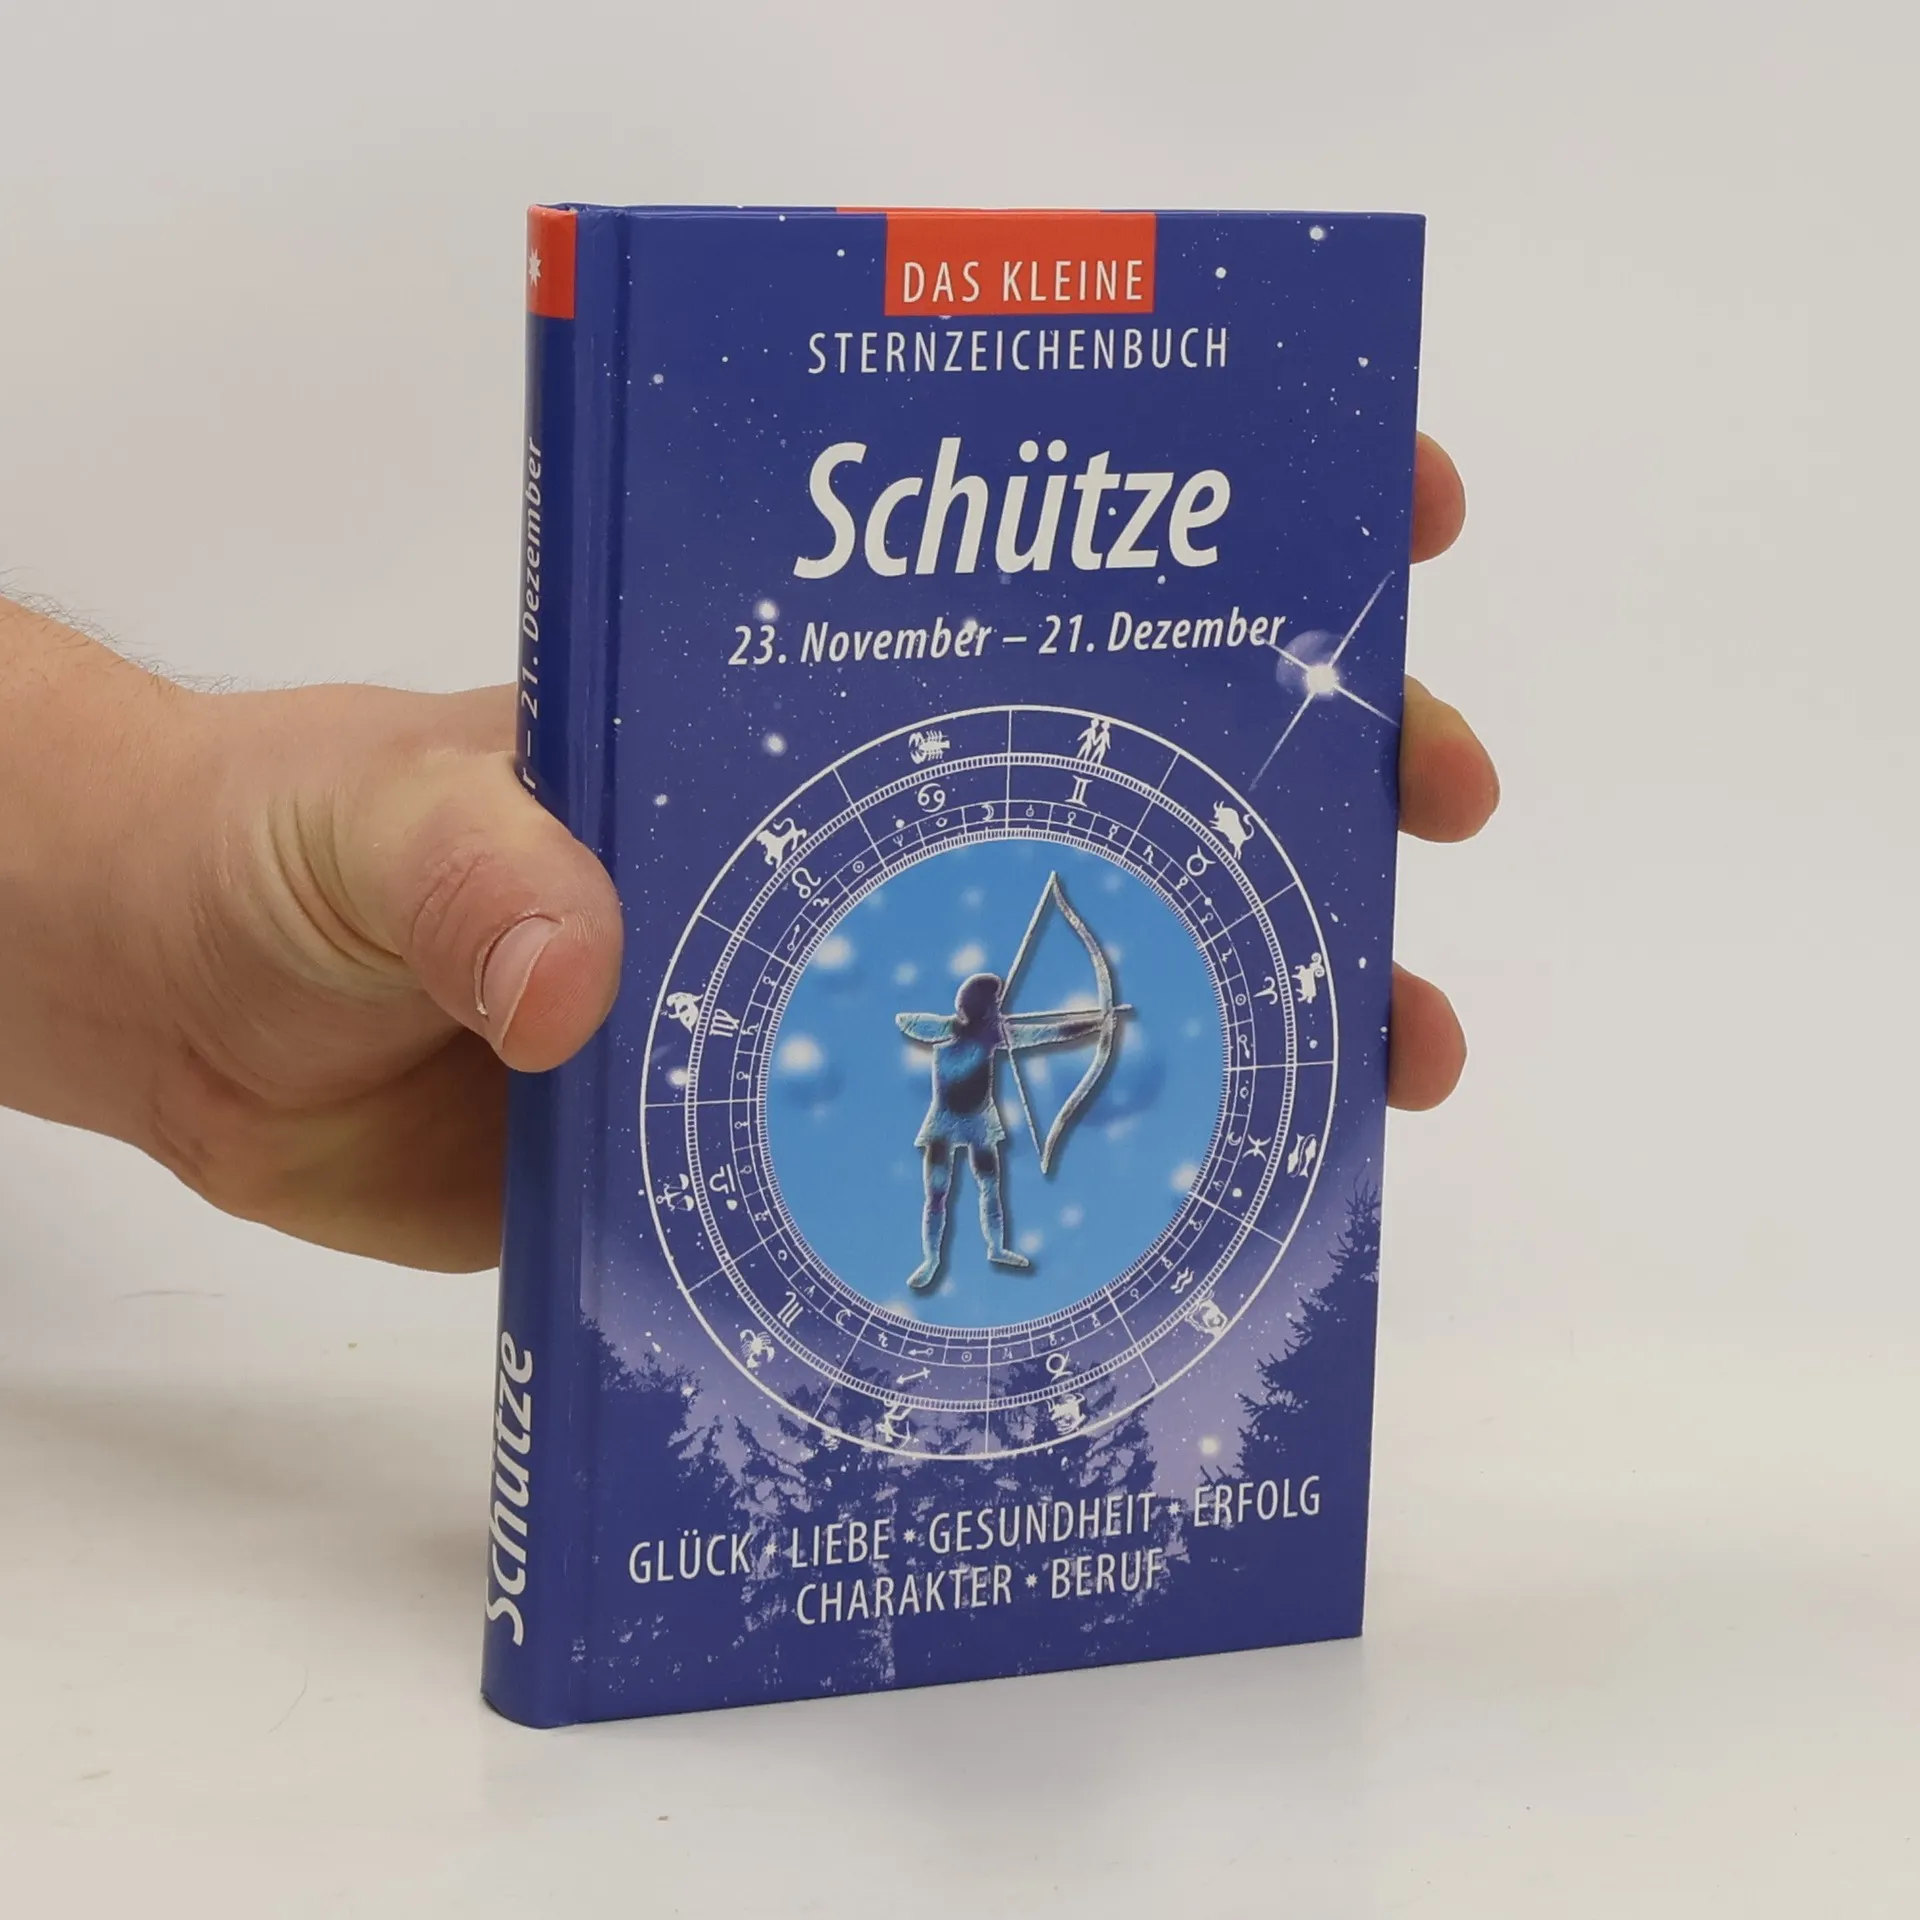 DAS KLEINE
STERNZEICHENBUCH
Schütze
23. November – 21. Dezember
GLÜCK * LIEBE * GESUNDHEIT * ERFOLG
CHARAKTER * BERUF
Schütze
r – 21. Dezember